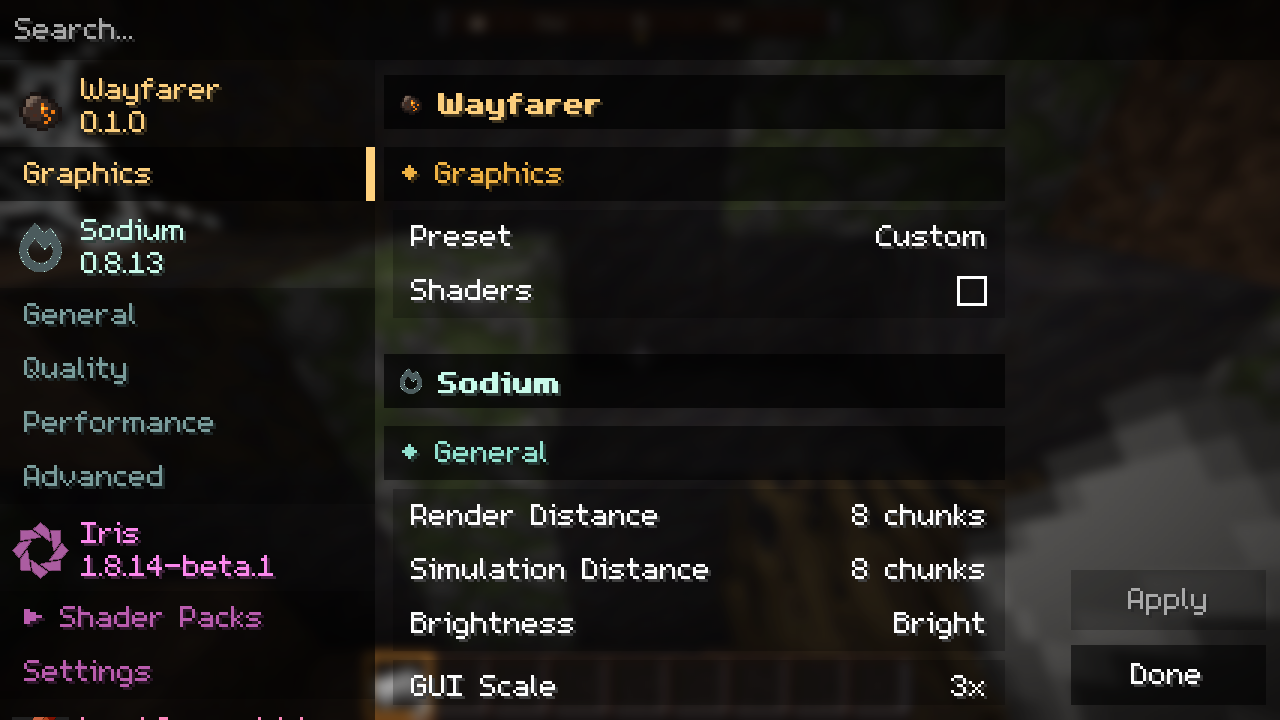 Search...
Wayfarer
0.1.0
Graphics
Sodium
0.8.13
General
Quality
Performance
Advanced
Iris
1.8.14-beta.1
Shader Packs
Settings
Wayfarer
Graphics
Preset Custom
Shaders
Sodium
General
Render Distance 8 chunks
Simulation Distance 8 chunks
Brightness Bright
GUI Scale 3x
Apply
Done